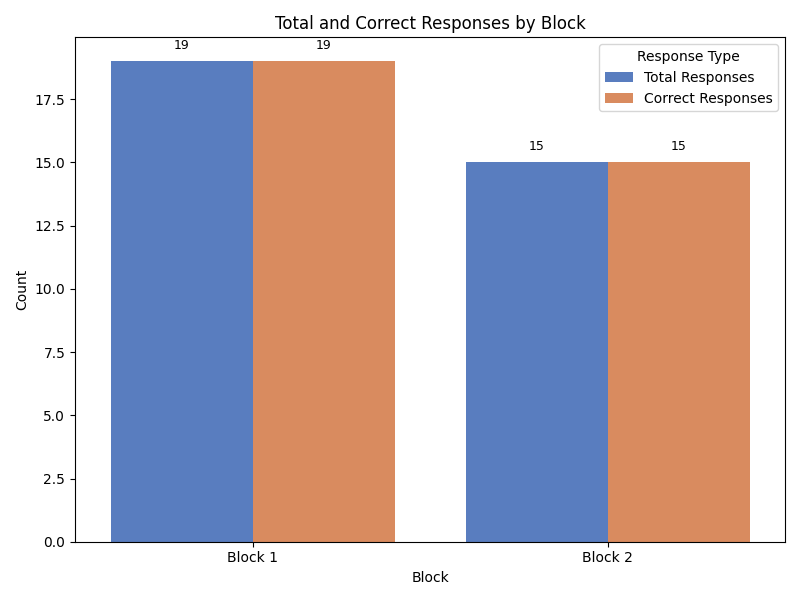 Total and Correct Responses by Block
19
19
Response Type
Total Responses
Correct Responses
15
15
17.5
15.0
12.5
10.0
7.5
5.0
2.5
0.0
Count
Block 1
Block 2
Block